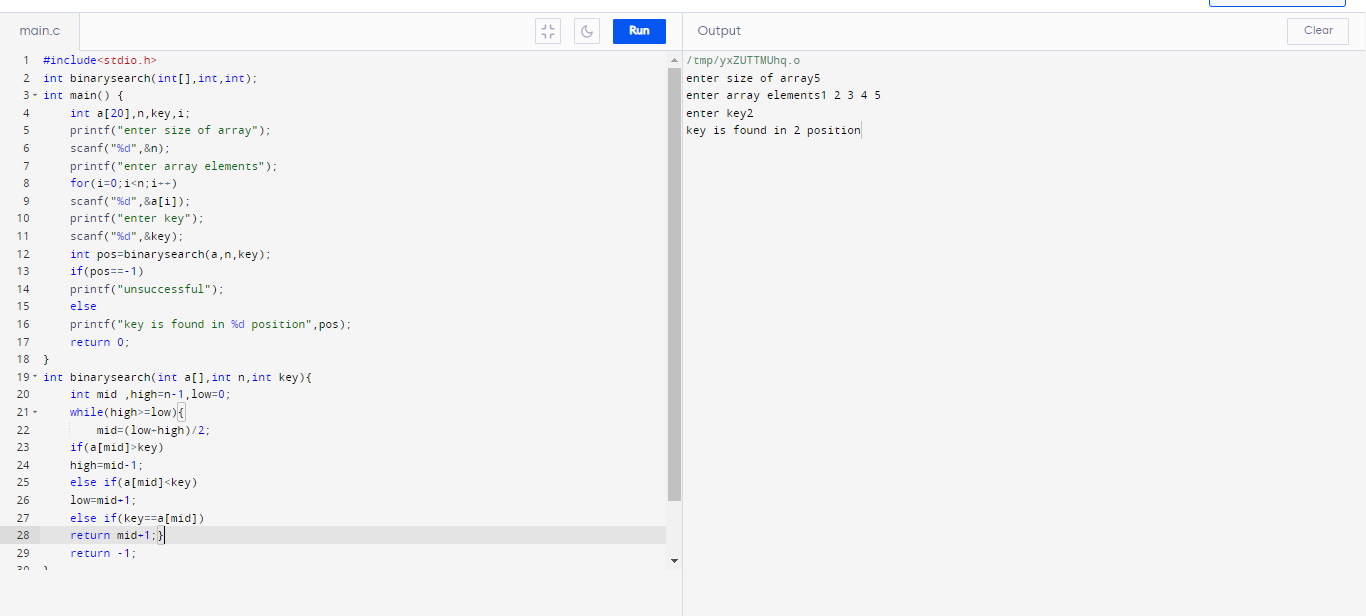 main.c
Run
Output
Clear
1 #include<stdio.h>
2 int binarysearch(int[],int,int);
3 int main() {
4 int a[20],n,key,i;
5 printf("enter size of array");
6 scanf("%d",&n);
7 printf("enter array elements");
8 for(i=0;i<n;i++)
9 scanf("%d",&a[i]);
10 printf("enter key");
11 scanf("%d",&key);
12 int pos=binarysearch(a,n,key);
13 if(pos==-1)
14 printf("unsuccessful");
15 else
16 printf("key is found in %d position",pos);
17 return 0;
18 }
19 int binarysearch(int a[],int n,int key){
20 int mid ,high=n-1,low=0;
21 while(high>=low){
22 mid=(low+high)/2;
23 if(a[mid]>key)
24 high=mid-1;
25 else if(a[mid]<key)
26 low=mid+1;
27 else if(key==a[mid])
28 return mid+1;}
29 return -1;
30 }
/tmp/yxZUTTMUhq.o
enter size of array5
enter array elements1 2 3 4 5
enter key2
key is found in 2 position